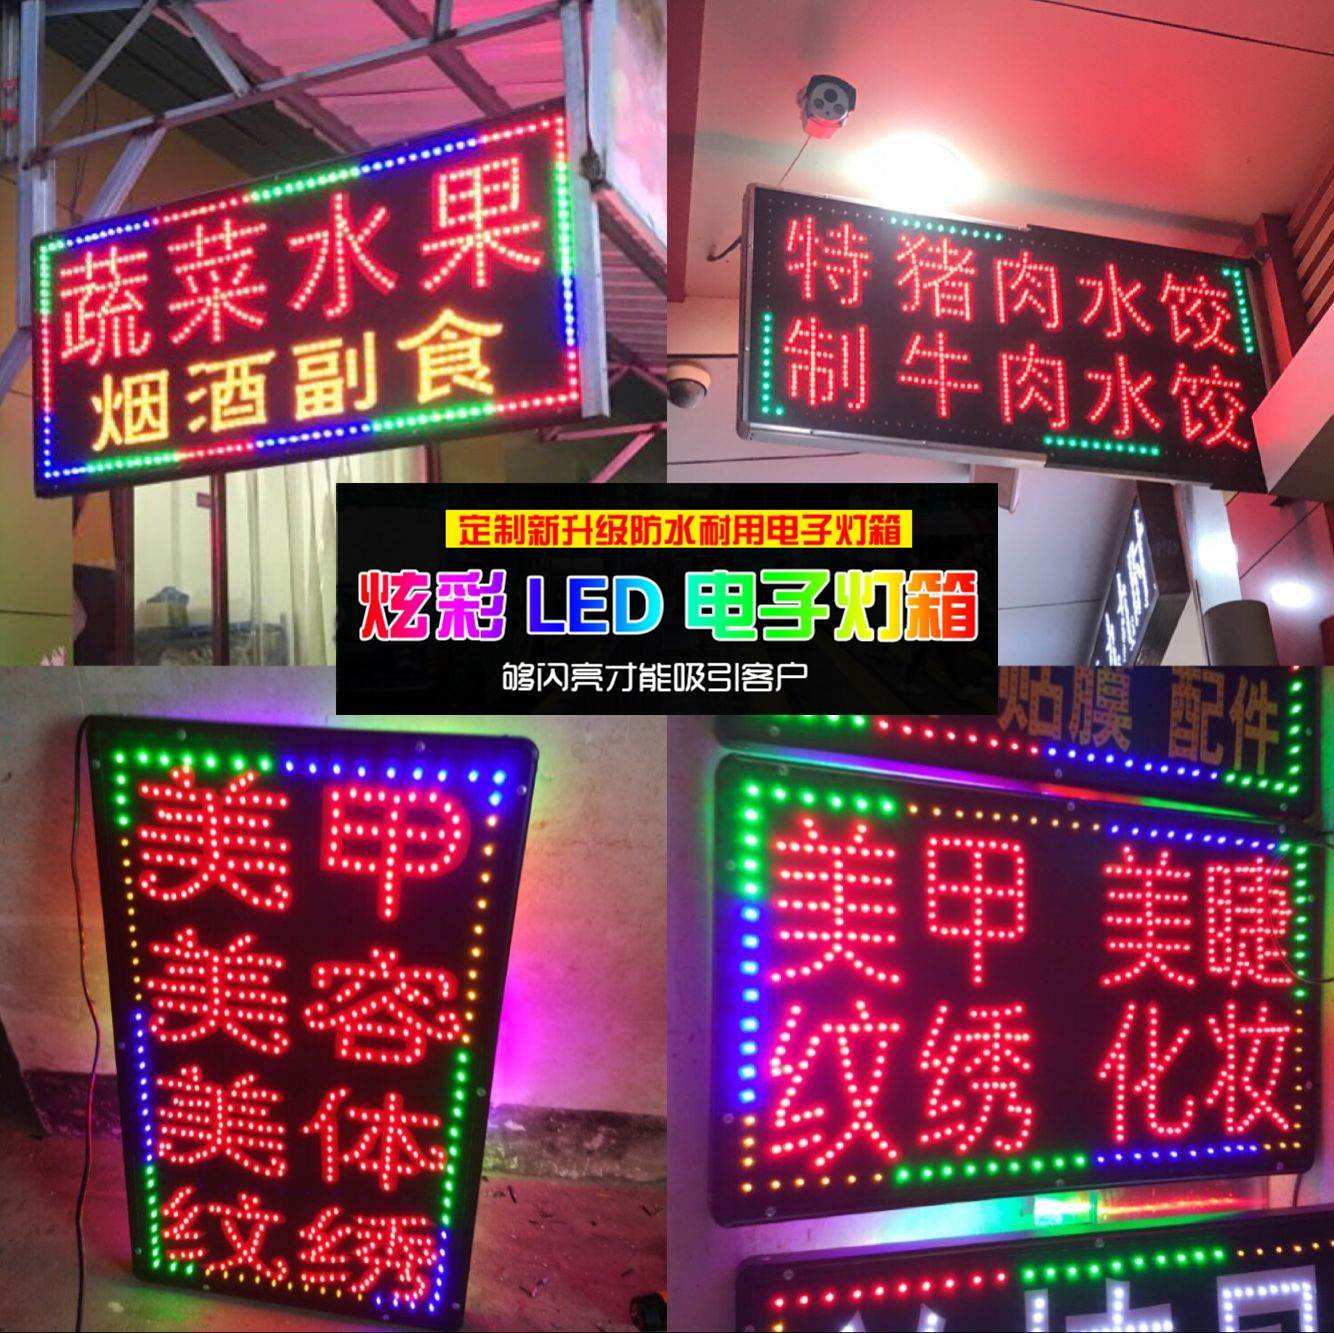 蔬菜水果
烟酒副食
特 猪肉水饺
制 牛肉水饺
定制新升级防水耐用电子灯箱
炫彩 LED 电子灯箱
够闪亮才能吸引客户
美甲
美容
美体
纹绣
贴膜 配件
美甲 美睫
纹绣 化妆